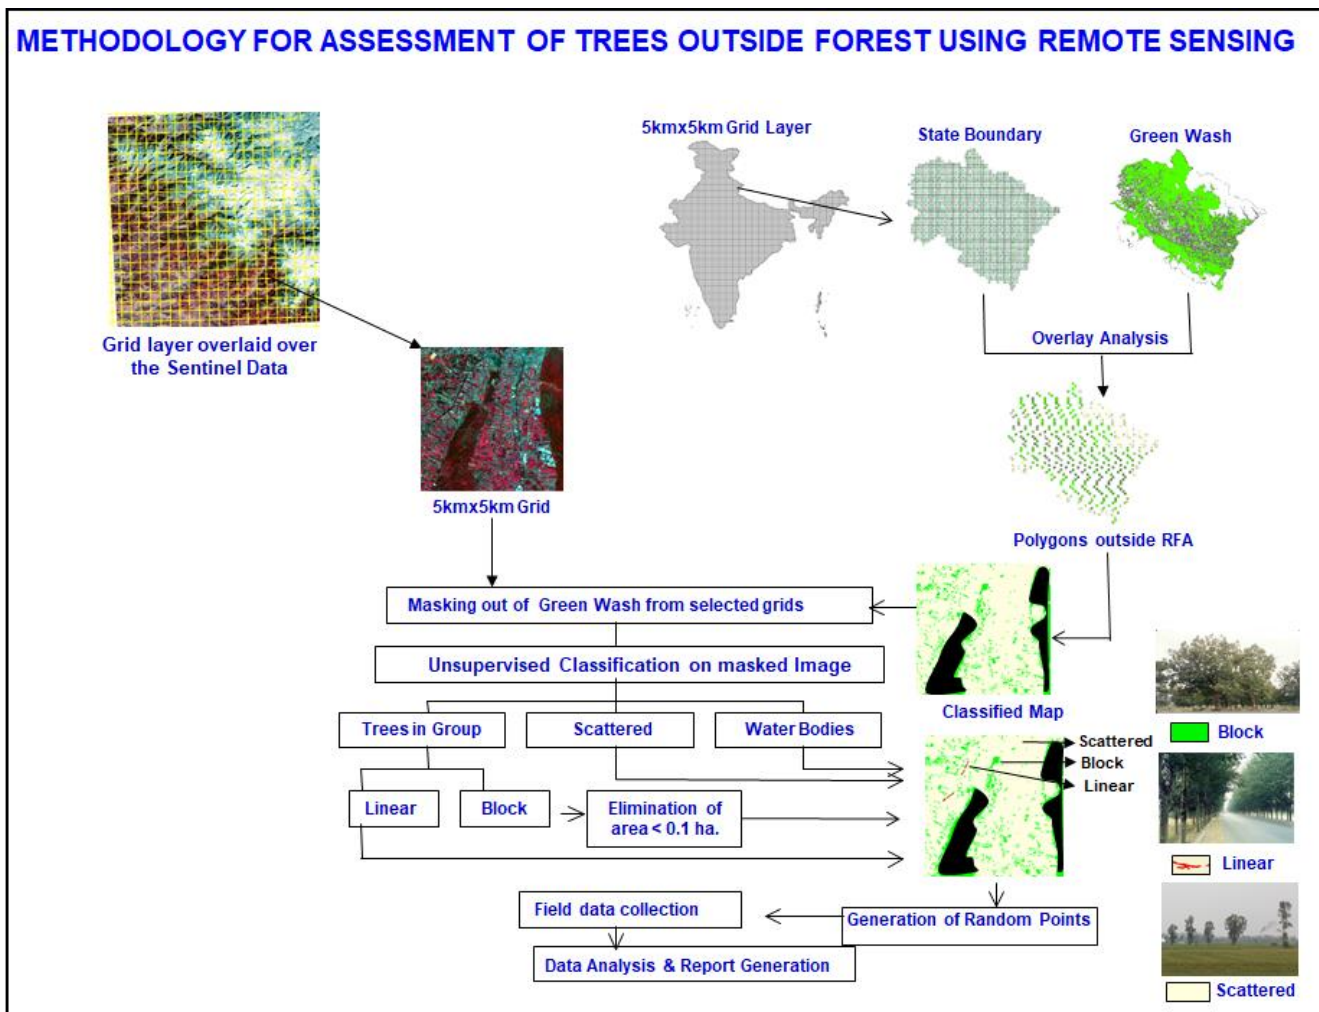 METHODOLOGY FOR ASSESSMENT OF TREES OUTSIDE FOREST USING REMOTE SENSING
5kmx5km Grid Layer
State Boundary
Green Wash
Grid layer overlaid over
the Sentinel Data
Overlay Analysis
5kmx5km Grid
Polygons outside RFA
Masking out of Green Wash from selected grids
Unsupervised Classification on masked Image
Classified Map
Trees in Group
Scattered
Water Bodies
Scattered
Block
Linear
Block
Linear
Block
Elimination of
area < 0.1 ha.
Linear
Field data collection
Generation of Random Points
Data Analysis & Report Generation
Scattered